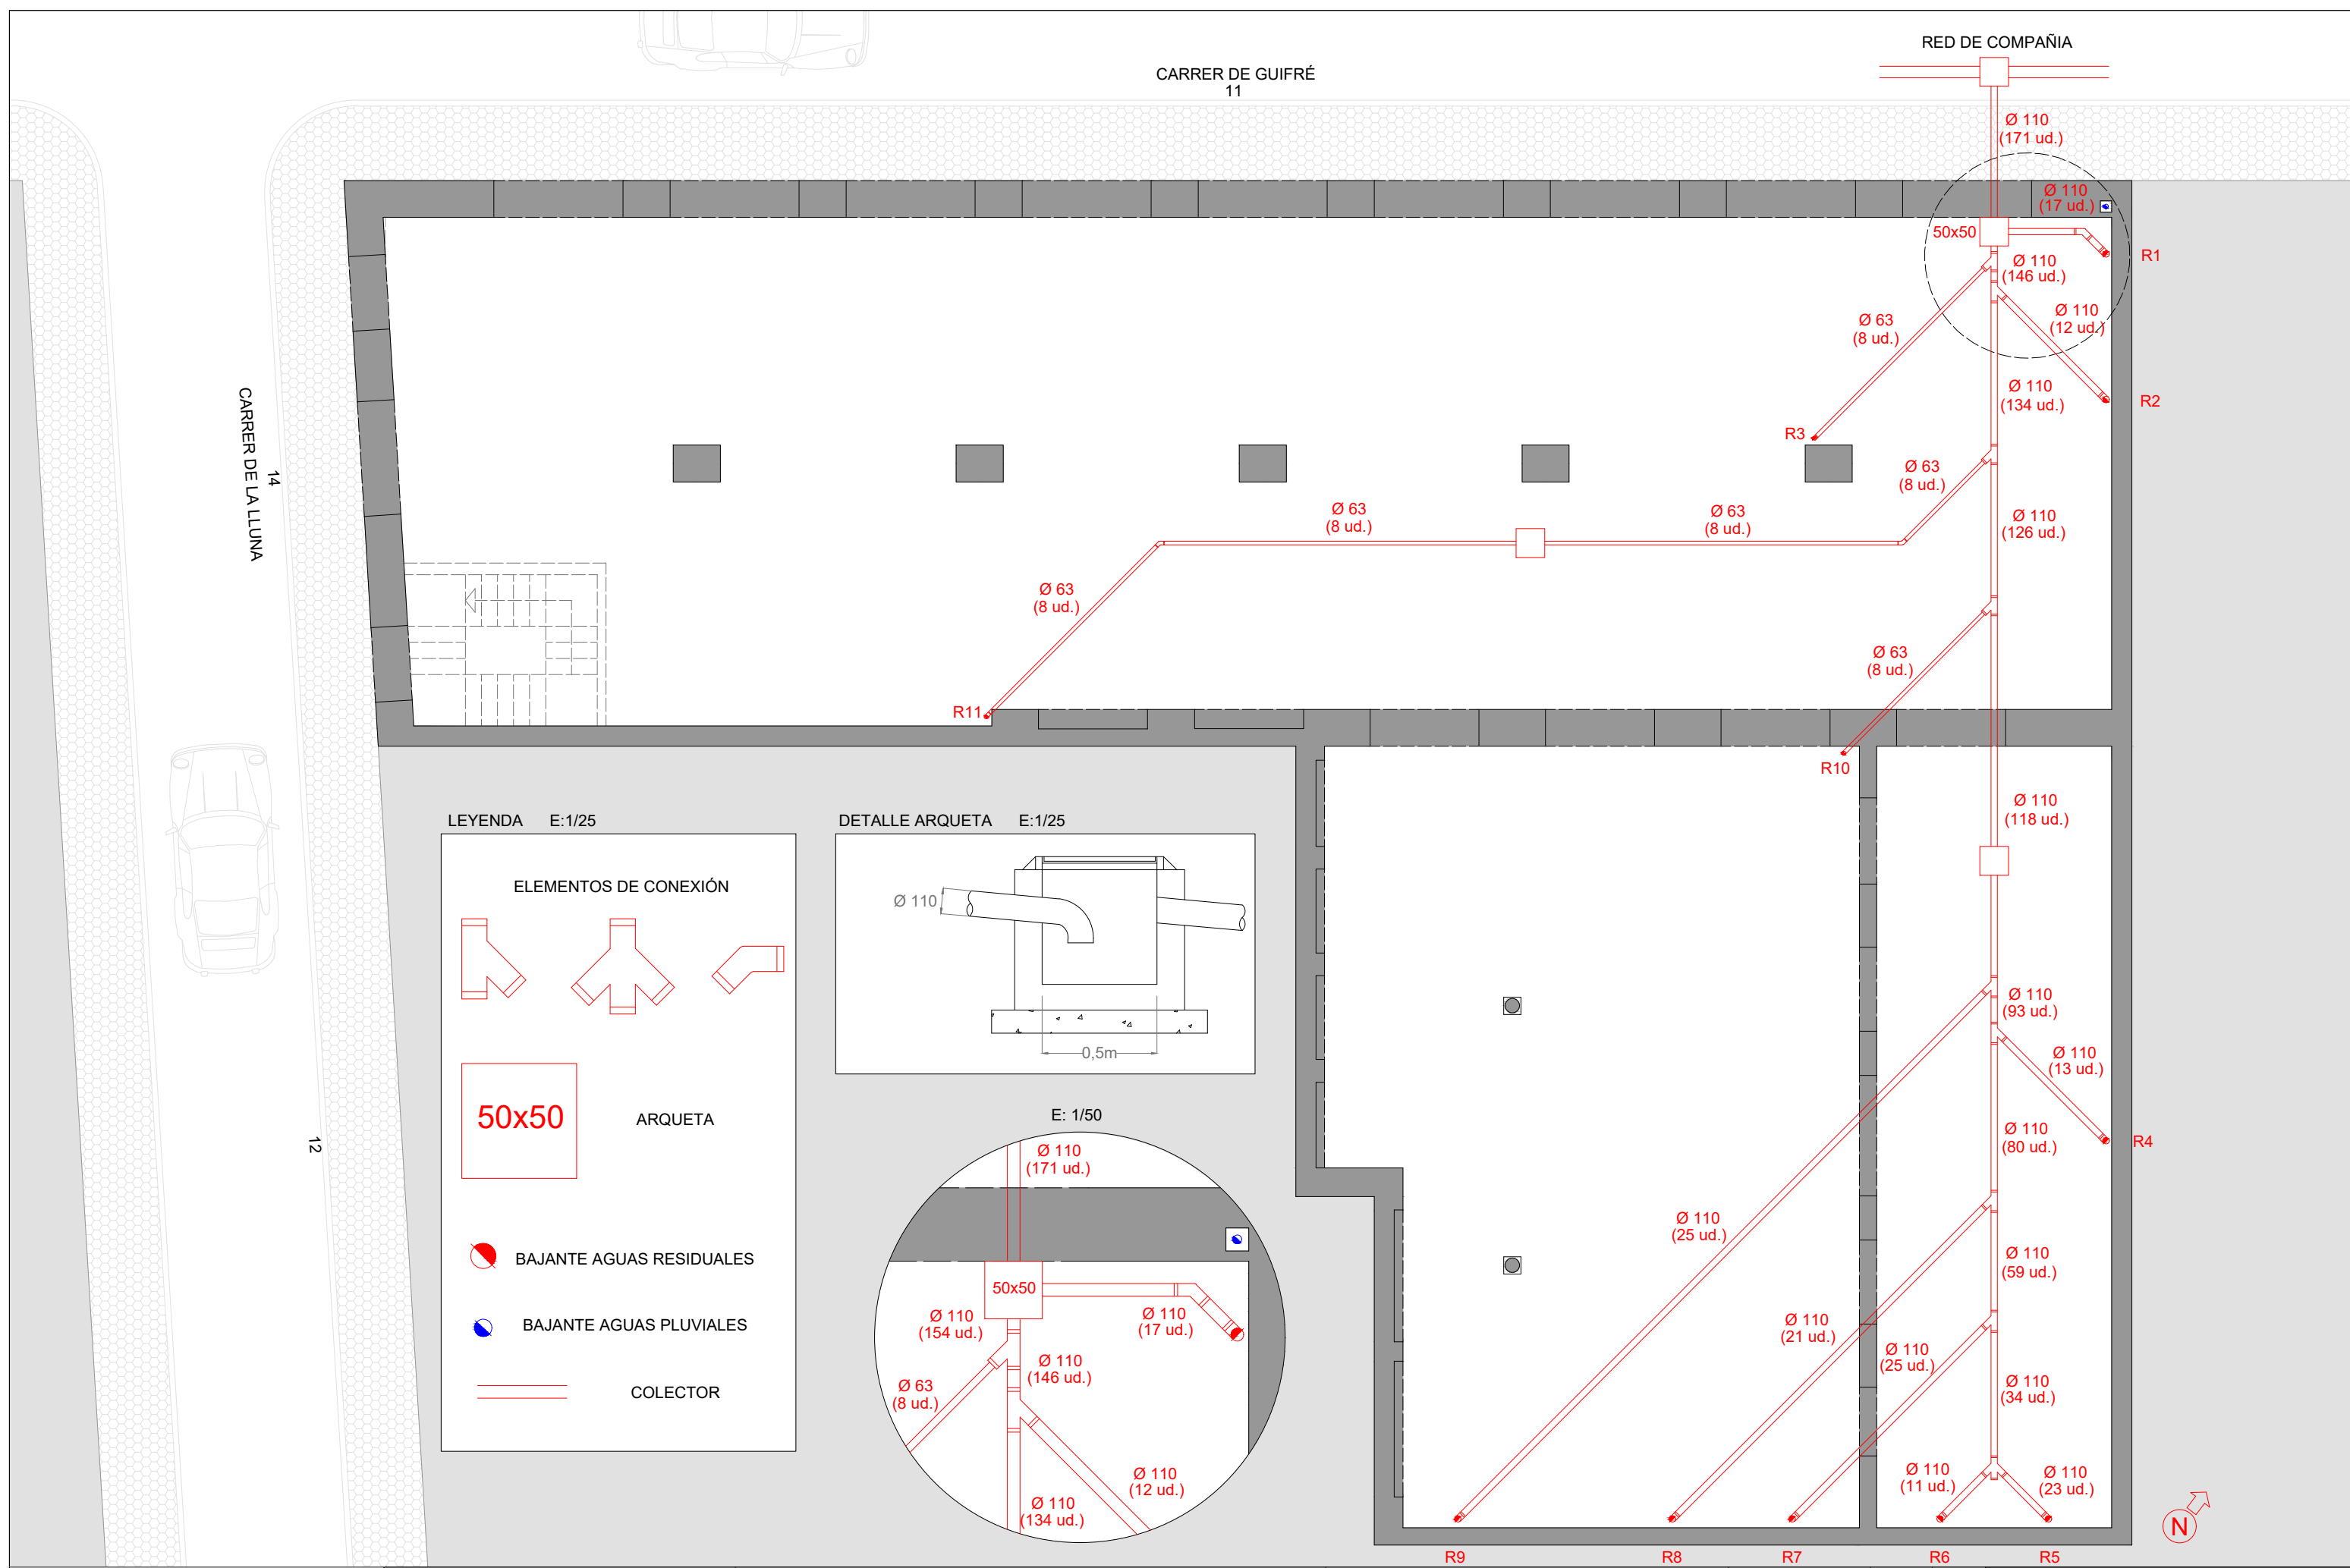 RED DE COMPAÑIA
CARRER DE GUIFRÉ
11
Ø 110
(171 ud.)
Ø 110
(17 ud.)
50x50
R1
Ø 110
(146 ud.)
Ø 110
(12 ud.)
Ø 63
(8 ud.)
Ø 110
(134 ud.)
R2
R3
CARRER DE LA LLUNA
14
Ø 63
(8 ud.)
Ø 63
(8 ud.)
Ø 63
(8 ud.)
Ø 110
(126 ud.)
Ø 63
(8 ud.)
Ø 63
(8 ud.)
R11
R10
Ø 110
(118 ud.)
LEYENDA E:1/25
ELEMENTOS DE CONEXIÓN
50x50
ARQUETA
BAJANTE AGUAS RESIDUALES
BAJANTE AGUAS PLUVIALES
COLECTOR
DETALLE ARQUETA E:1/25
Ø 110
0,5m
12
E: 1/50
Ø 110
(171 ud.)
50x50
Ø 110
(154 ud.)
Ø 110
(17 ud.)
Ø 110
(146 ud.)
Ø 63
(8 ud.)
Ø 110
(12 ud.)
Ø 110
(134 ud.)
Ø 110
(93 ud.)
Ø 110
(13 ud.)
Ø 110
(80 ud.)
R4
Ø 110
(25 ud.)
Ø 110
(59 ud.)
Ø 110
(21 ud.)
Ø 110
(25 ud.)
Ø 110
(34 ud.)
Ø 110
(11 ud.)
Ø 110
(23 ud.)
N
R9
R8
R7
R6
R5